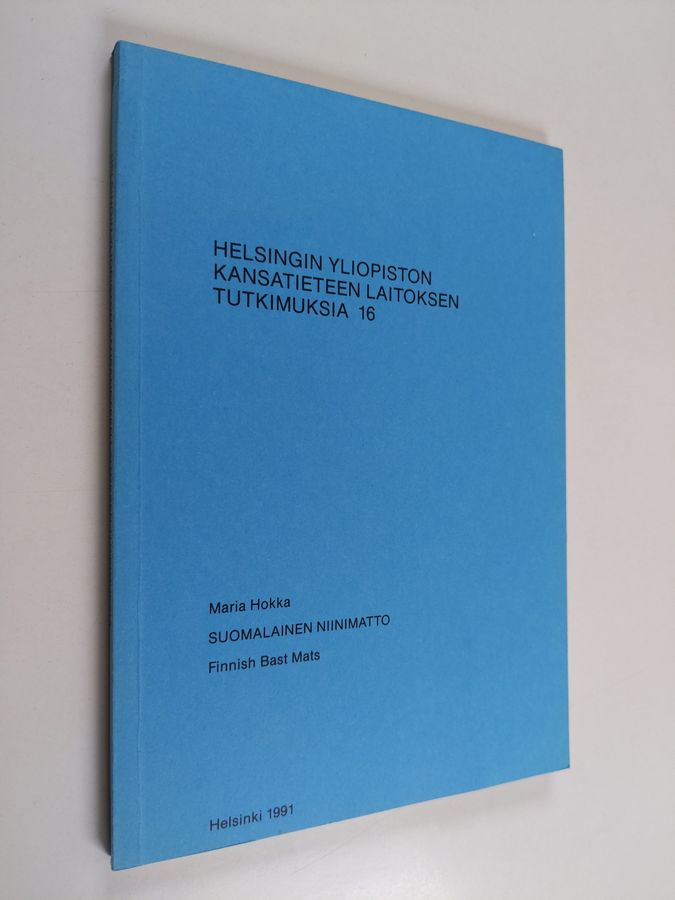 HELSINGIN YLIOPISTON
KANSATIETEEN LAITOKSEN
TUTKIMUKSIA 16
Maria Hokka
SUOMALAINEN NIINIMATTO
Finnish Bast Mats
Helsinki 1991